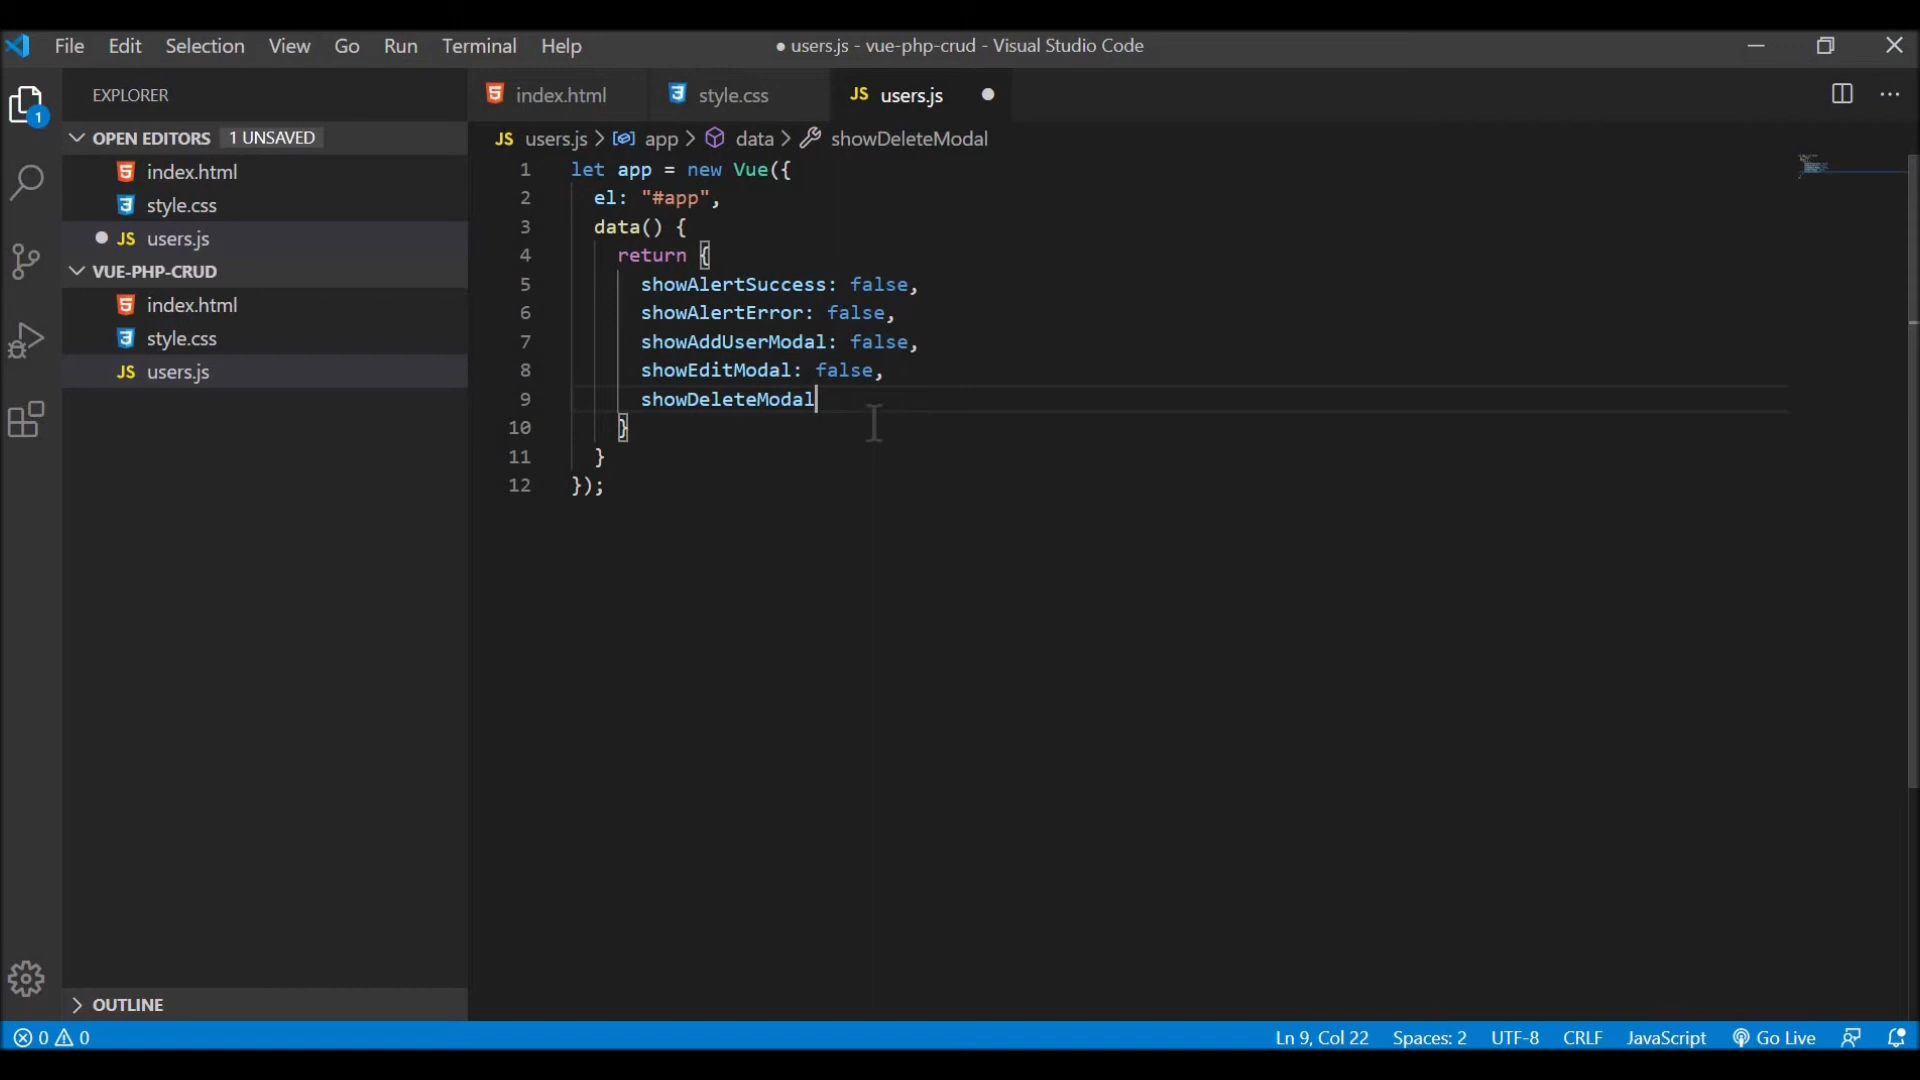 File Edit Selection View Go Run Terminal Help
● users.js - vue-php-crud - Visual Studio Code
EXPLORER
1
OPEN EDITORS 1 UNSAVED
index.html
style.css
JS users.js
VUE-PHP-CRUD
index.html
style.css
JS users.js
OUTLINE
index.html style.css JS users.js
JS users.js > app > data > showDeleteModal
1 let app = new Vue({
2 el: "#app",
3 data() {
4 return {
5 showAlertSuccess: false,
6 showAlertError: false,
7 showAddUserModal: false,
8 showEditModal: false,
9 showDeleteModal
10 }
11 }
12 });
0 0 Ln 9, Col 22 Spaces: 2 UTF-8 CRLF JavaScript Go Live